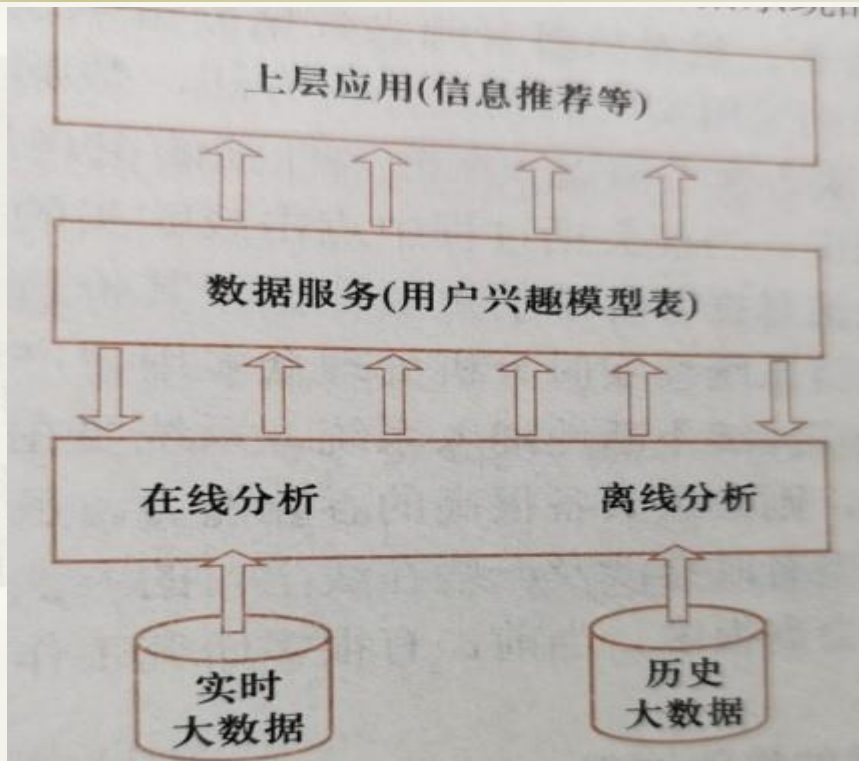 上层应用(信息推荐等)
数据服务(用户兴趣模型表)
在线分析
离线分析
实时
大数据
历史
大数据